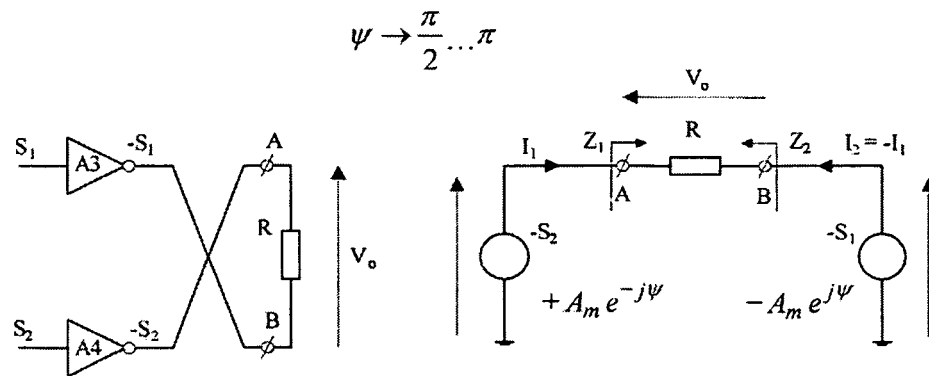 ψ → π/2 ... π
S₁ A3 -S₁ A
R V₀
S₂ A4 -S₂ B
V₀
I₁ Z₁ R Z₂ I₂ = -I₁
A B
-S₂ -S₁
+ Aₘ e^{-jψ} - Aₘ e^{jψ}